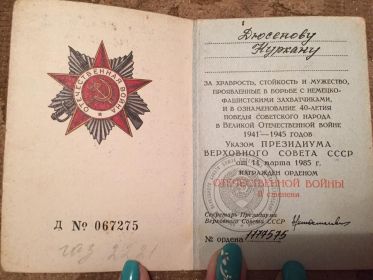 ОТЕЧЕСТВЕННАЯ ВОЙНА
Д № 067275
Дюсепову
Нуркану
ЗА ХРАБРОСТЬ, СТОЙКОСТЬ И МУЖЕСТВО,
ПРОЯВЛЕННЫЕ В БОРЬБЕ С НЕМЕЦКО-
ФАШИСТСКИМИ ЗАХВАТЧИКАМИ,
И В ОЗНАМЕНОВАНИЕ 40-ЛЕТИЯ
ПОБЕДЫ СОВЕТСКОГО НАРОДА
В ВЕЛИКОЙ ОТЕЧЕСТВЕННОЙ ВОЙНЕ
1941—1945 ГОДОВ
Указом ПРЕЗИДИУМА
ВЕРХОВНОГО СОВЕТА СССР
от 11 марта 1985 г.
НАГРАЖДЕН ОРДЕНОМ
ОТЕЧЕСТВЕННОЙ ВОЙНЫ
II степени
Секретарь Президиума
Верховного Совета СССР
№ ордена 1779575